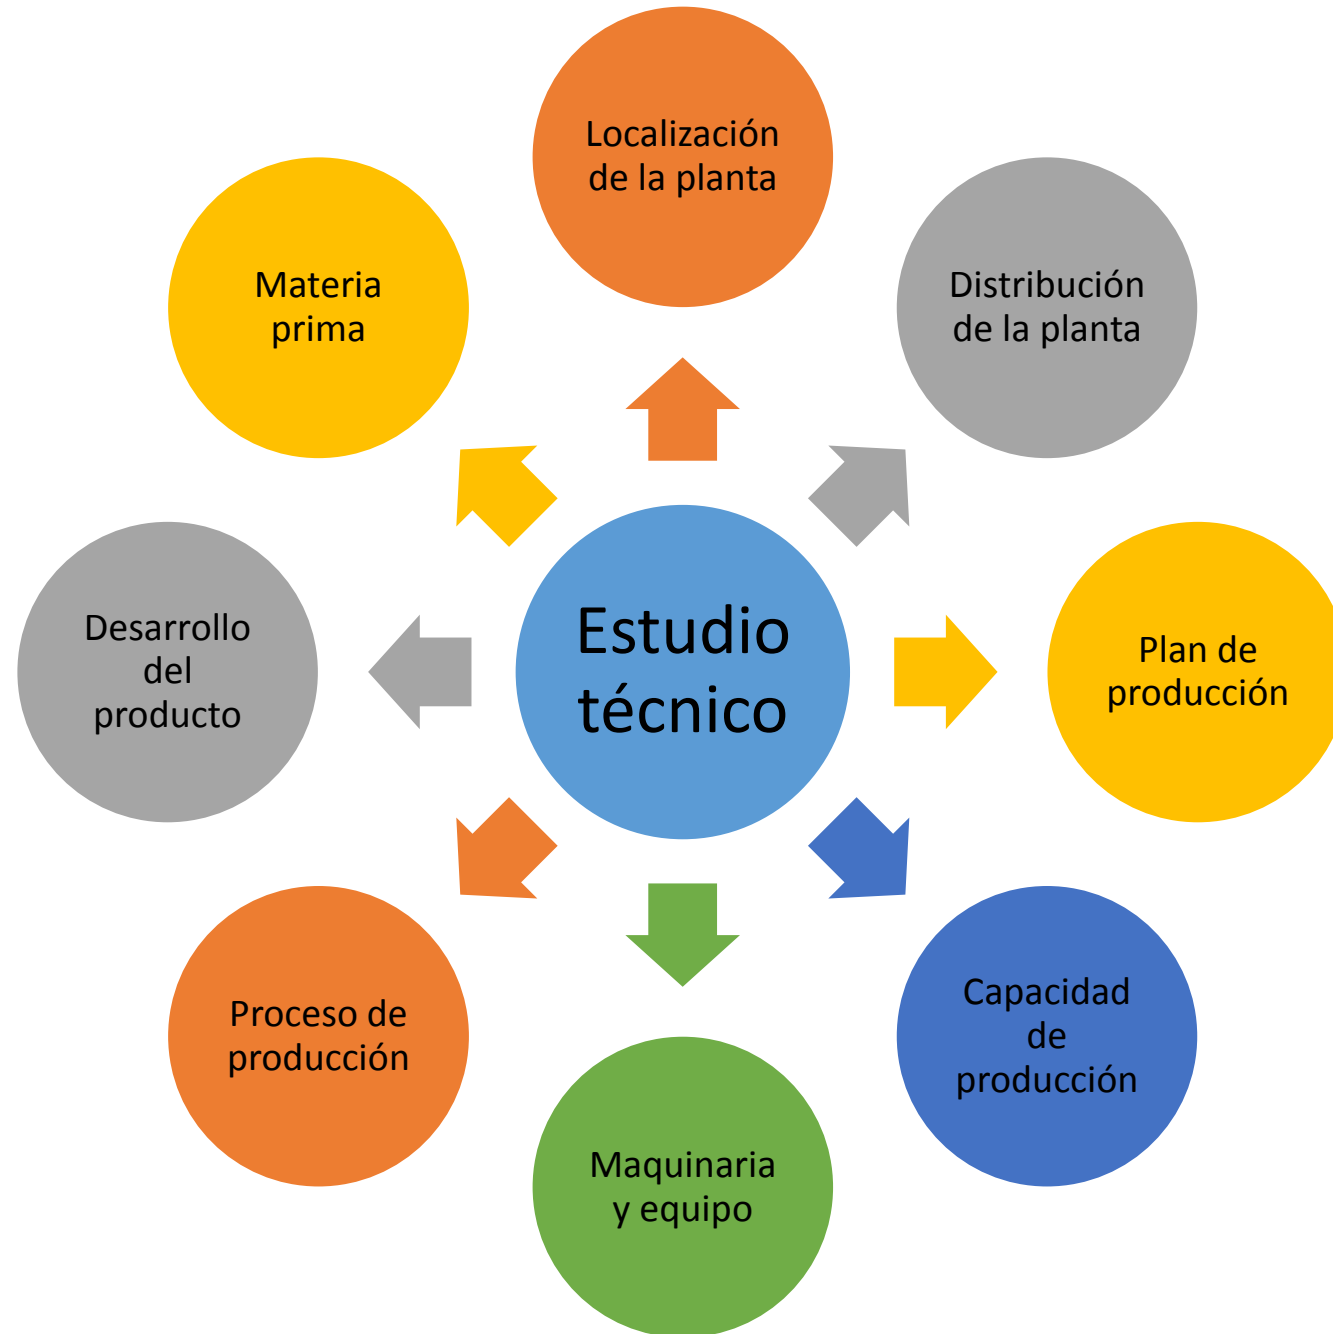 Localización
de la planta
Distribución
de la planta
Plan de
producción
Capacidad
de
producción
Maquinaria
y equipo
Proceso de
producción
Desarrollo
del
producto
Materia
prima
Estudio
técnico